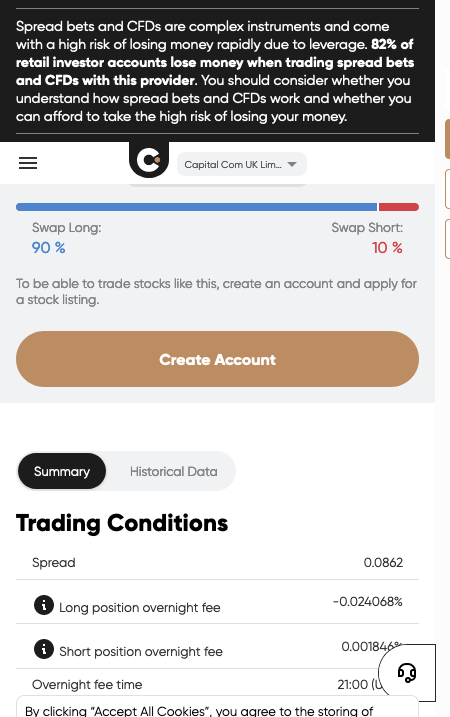 Spread bets and CFDs are complex instruments and come
with a high risk of losing money rapidly due to leverage. 82% of
retail investor accounts lose money when trading spread bets
and CFDs with this provider. You should consider whether you
understand how spread bets and CFDs work and whether you
can afford to take the high risk of losing your money.
Capital Com UK Lim...
Swap Long:
Swap Short:
90 %
10 %
To be able to trade stocks like this, create an account and apply for
a stock listing.
Create Account
Summary
Historical Data
Trading Conditions
Spread
0.0862
Long position overnight fee
-0.024068%
Short position overnight fee
0.001846%
Overnight fee time
21:00
By clicking “Accept All Cookies”, you agree to the storing of